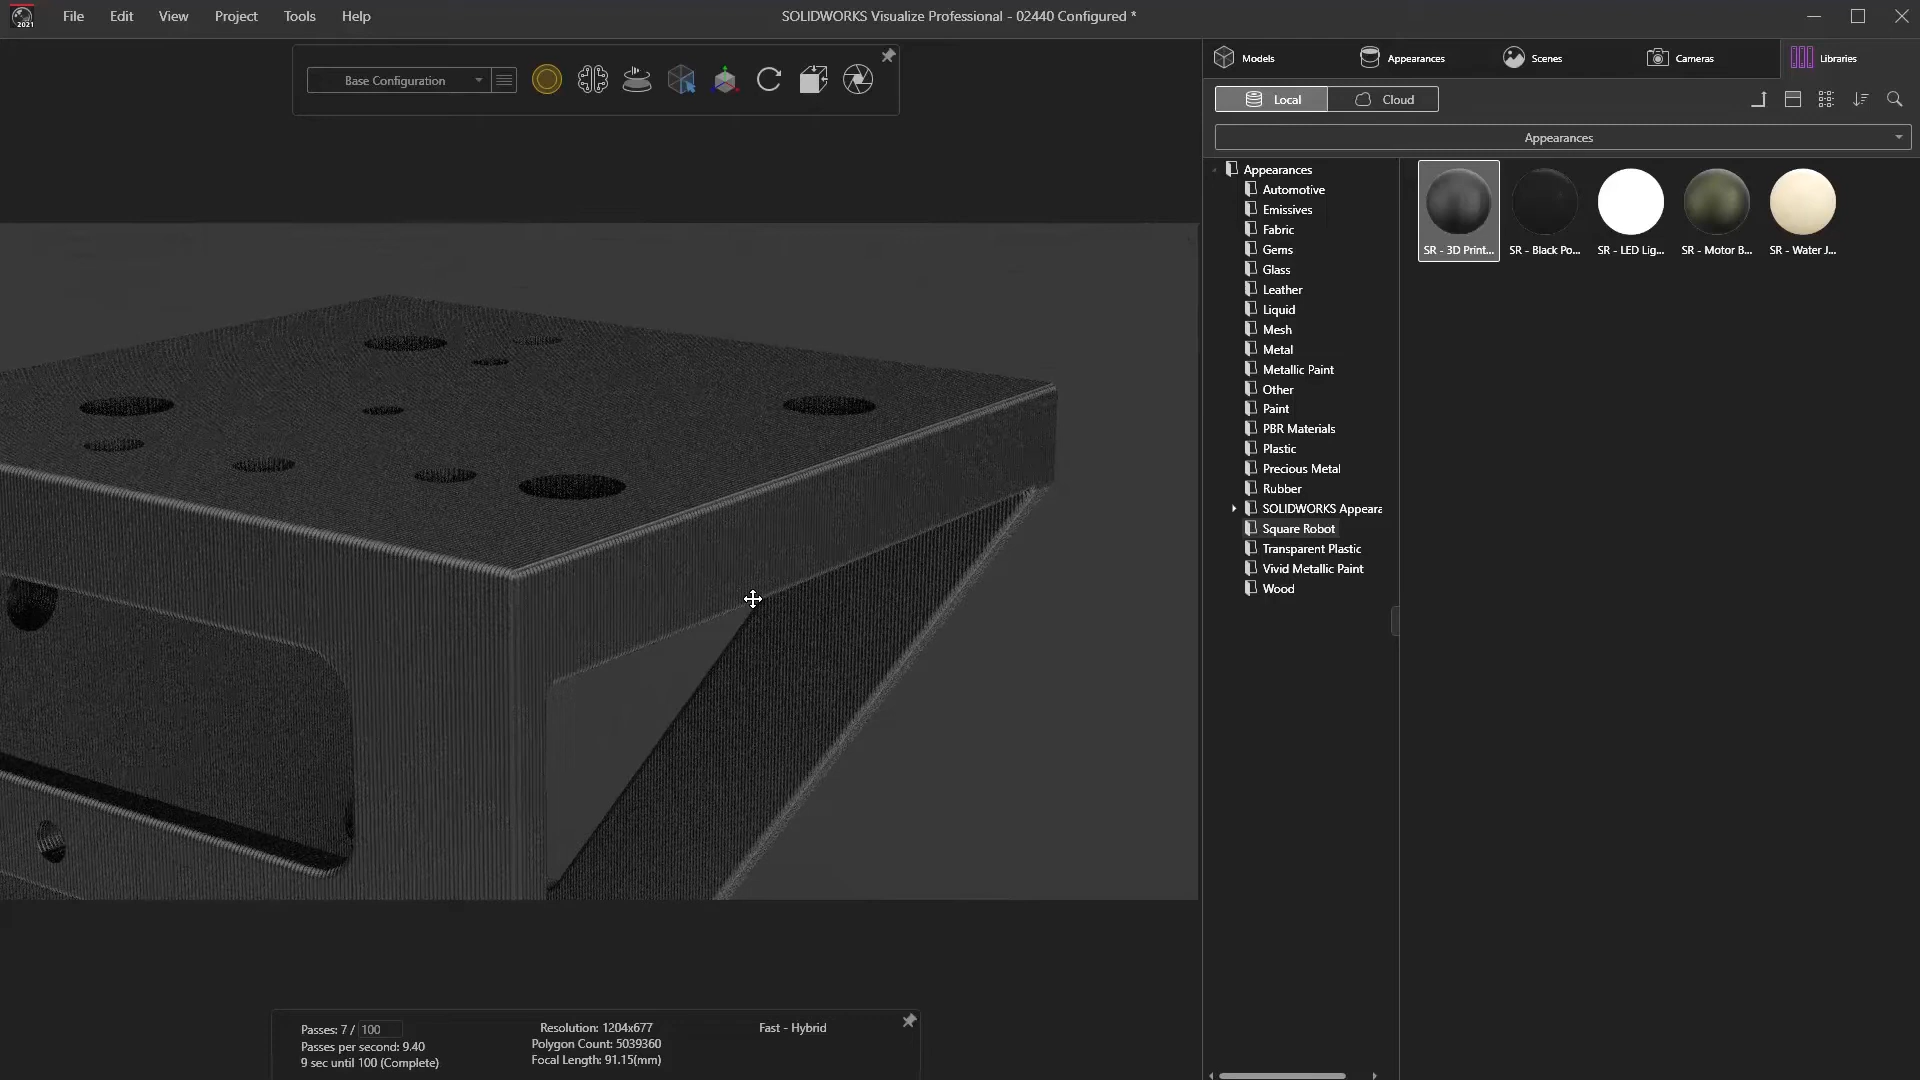 2021
File
Edit
View
Project
Tools
Help
SOLIDWORKS Visualize Professional - 02440 Configured *
Base Configuration
Models
Appearances
Scenes
Cameras
Libraries
Local
Cloud
Appearances
Appearances
Automotive
Emissives
Fabric
Gems
Glass
Leather
Liquid
Mesh
Metal
Metallic Paint
Other
Paint
PBR Materials
Plastic
Precious Metal
Rubber
SOLIDWORKS Appeara
Square Robot
Transparent Plastic
Vivid Metallic Paint
Wood
SR - 3D Print...
SR - Black Po...
SR - LED Lig...
SR - Motor B...
SR - Water J...
Passes: 7 / 100
Passes per second: 9.40
9 sec until 100 (Complete)
Resolution: 1204x677
Polygon Count: 5039360
Focal Length: 91.15(mm)
Fast - Hybrid